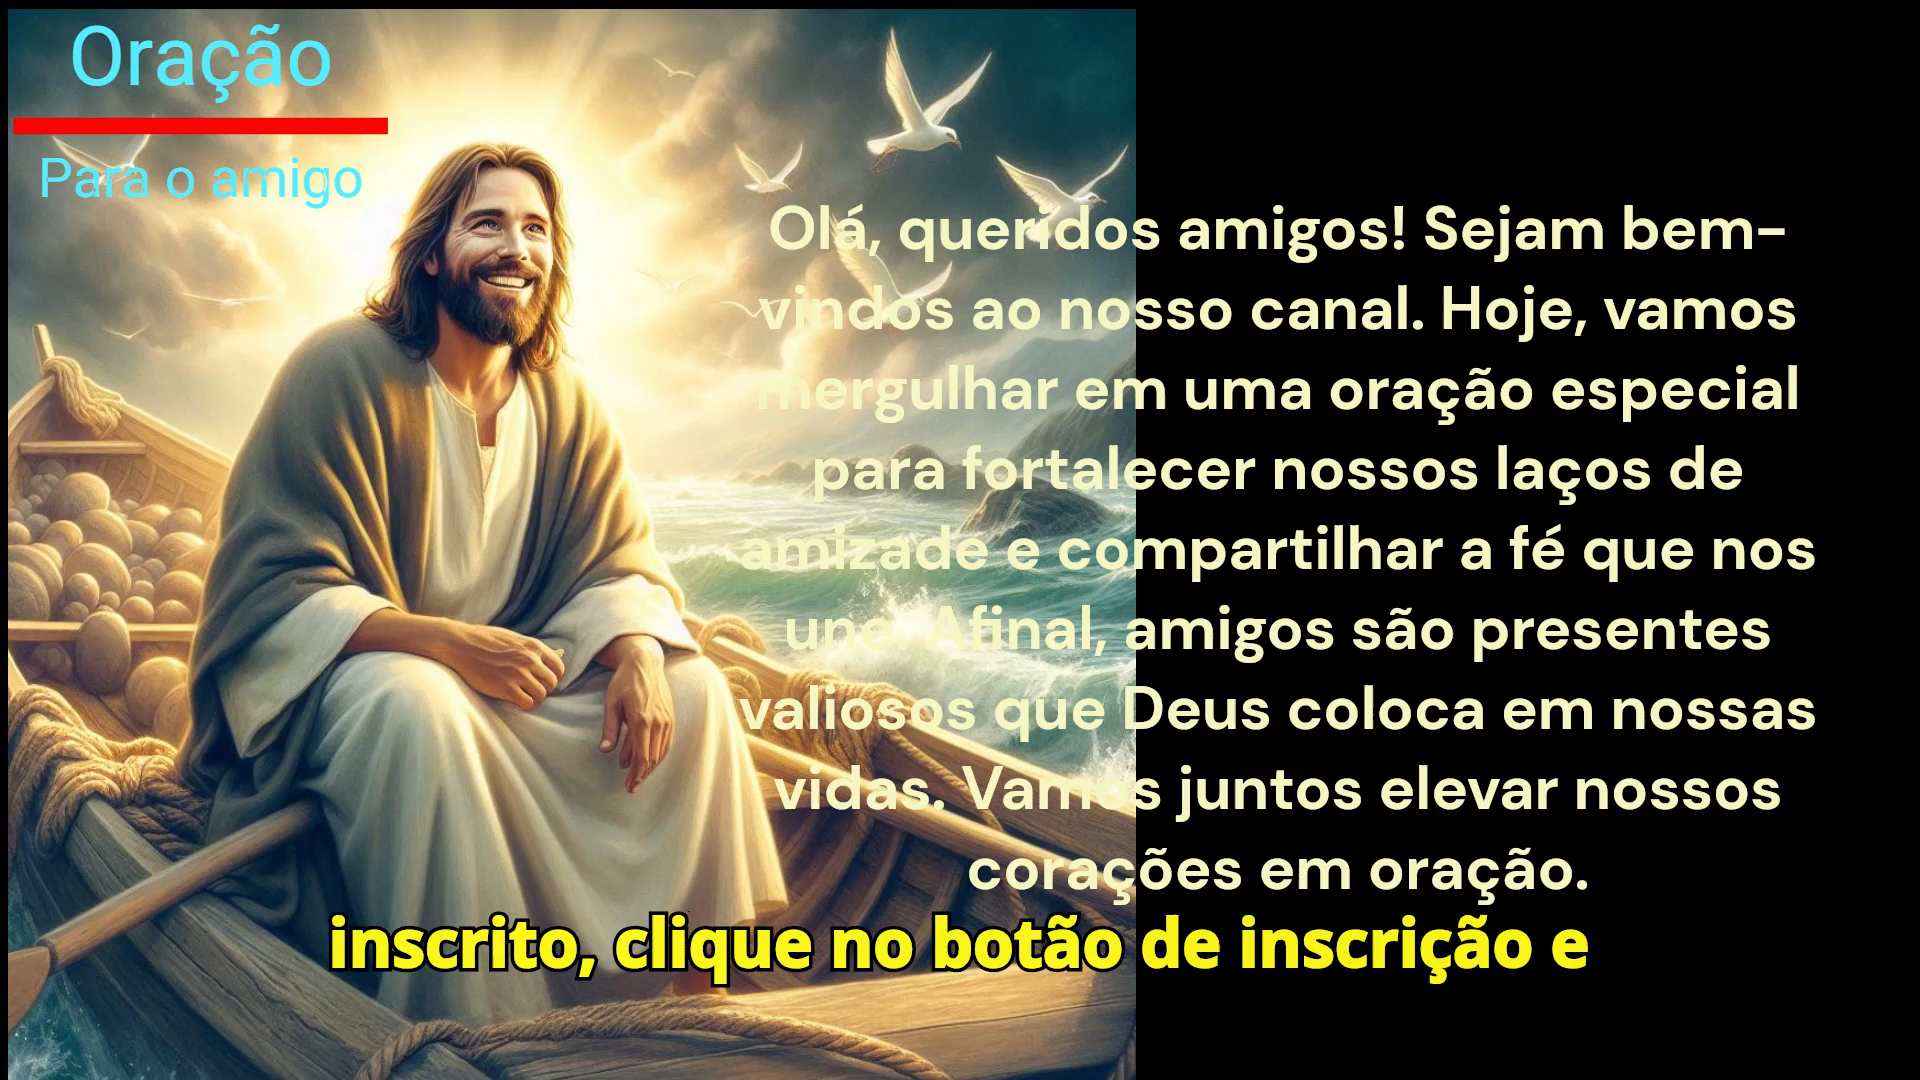 Oração
Para o amigo
Olá, queridos amigos! Sejam bem-
vindos ao nosso canal. Hoje, vamos
mergulhar em uma oração especial
para fortalecer nossos laços de
amizade e compartilhar a fé que nos
une. Afinal, amigos são presentes
valiosos que Deus coloca em nossas
vidas. Vamos juntos elevar nossos
corações em oração.
inscrito, clique no botão de inscrição e